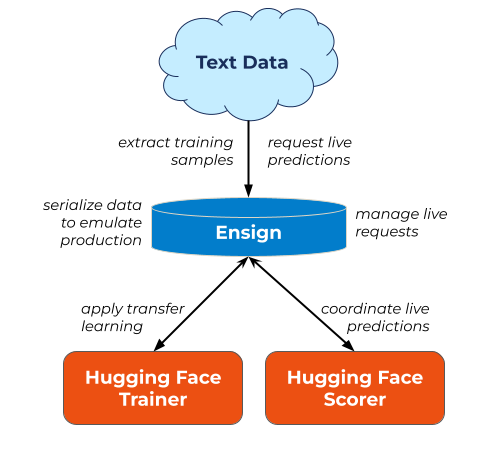 Text Data
extract training
samples
request live
predictions
serialize data
to emulate
production
Ensign
manage live
requests
apply transfer
learning
coordinate live
predictions
Hugging Face
Trainer
Hugging Face
Scorer